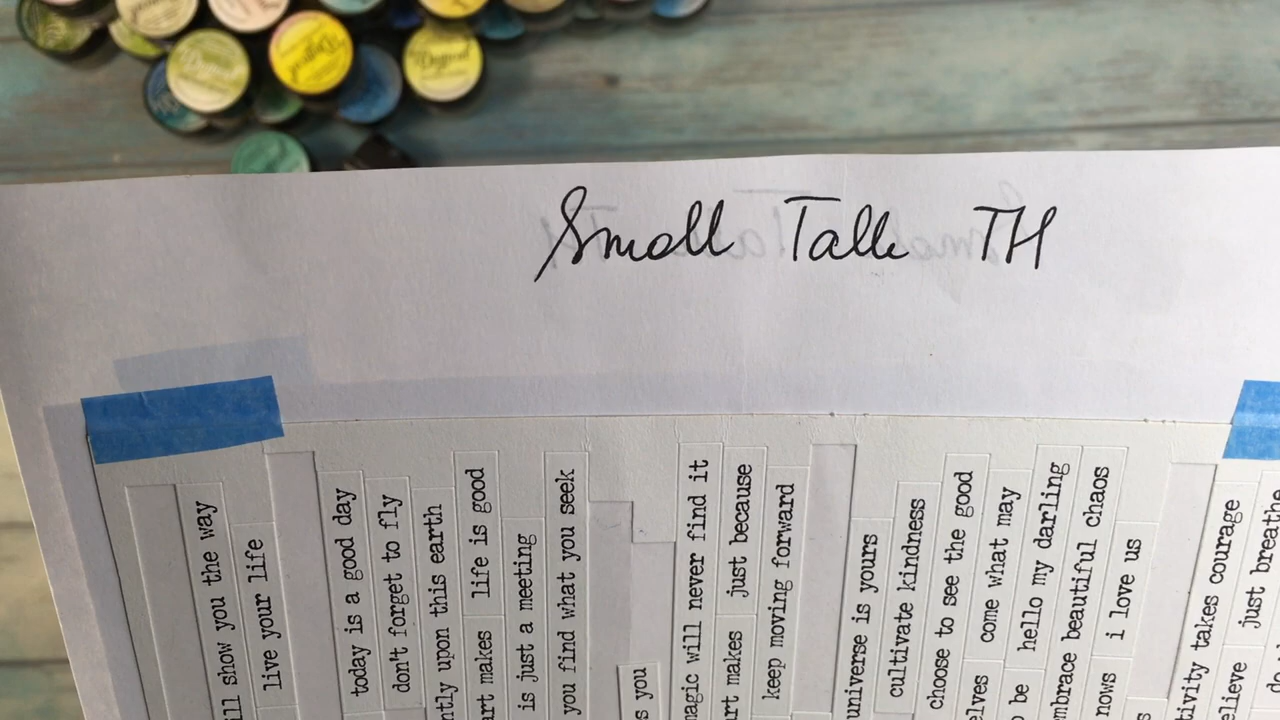 Small Talk TH
ll show you the way
live your life
today is a good day
don't forget to fly
ntly upon this earth
life is good
art makes
is just a meeting
you find what you seek
s you
magic will never find it
just because
art makes
keep moving forward
universe is yours
cultivate kindness
choose to see the good
come what may
elves
hello my darling
o be
mbrace beautiful chaos
i love us
nows
ivity takes courage
just breathe
elieve